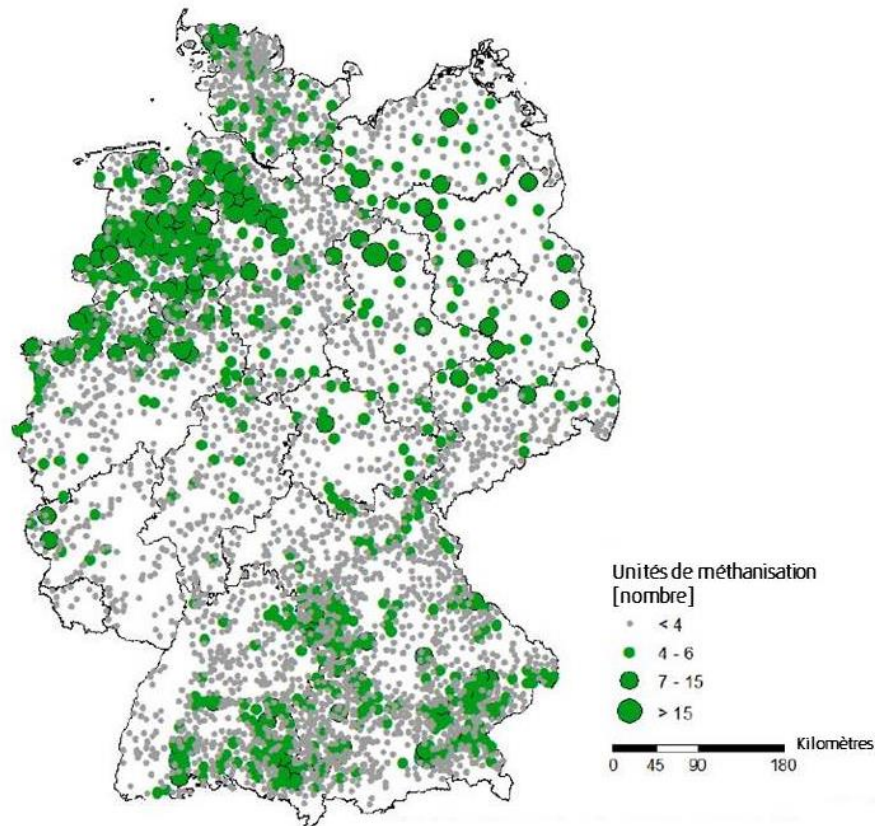 Unités de méthanisation
[nombre]
< 4
4 - 6
7 - 15
> 15
Kilomètres
0 45 90 180